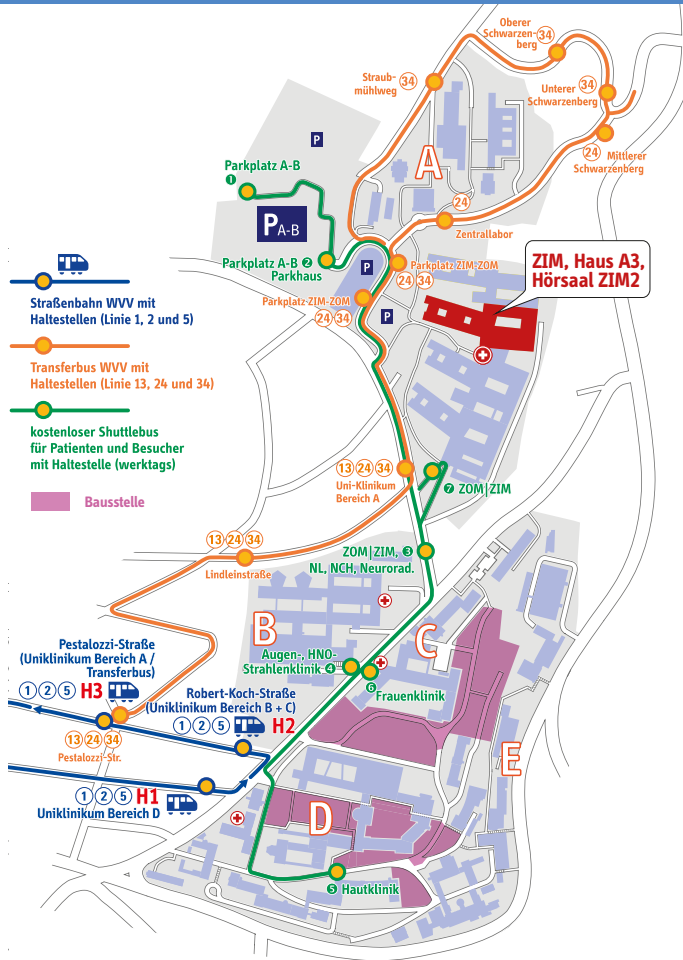 Oberer
Schwarzen-
berg
34
Straub-
mühlweg
34
Unterer
Schwarzenberg
34
24
Mittlerer
Schwarzenberg
A
P
Parkplatz A-B
1
P A-B
24
Zentrallabor
Parkplatz A-B 2
Parkhaus
P
Parkplatz ZIM-ZOM
24 34
ZIM, Haus A3,
Hörsaal ZIM2
Parkplatz ZIM-ZOM
24 34
P
Straßenbahn WVV mit
Haltestellen (Linie 1, 2 und 5)
Transferbus WVV mit
Haltestellen (Linie 13, 24 und 34)
kostenloser Shuttlebus
für Patienten und Besucher
mit Haltestelle (werktags)
Bausstelle
13 24 34
Uni-Klinikum
Bereich A
7 ZOM|ZIM
13 24 34
Lindleinstraße
ZOM|ZIM, 3
NL, NCH, Neurorad.
B
C
Augen-, HNO-
Strahlenklinik 4
6
Frauenklinik
Pestalozzi-Straße
(Uniklinikum Bereich A /
Transferbus)
1 2 5 H3
Robert-Koch-Straße
(Uniklinikum Bereich B + C)
1 2 5 H2
13 24 34
Pestalozzi-Str.
E
1 2 5 H1
Uniklinikum Bereich D
D
5 Hautklinik